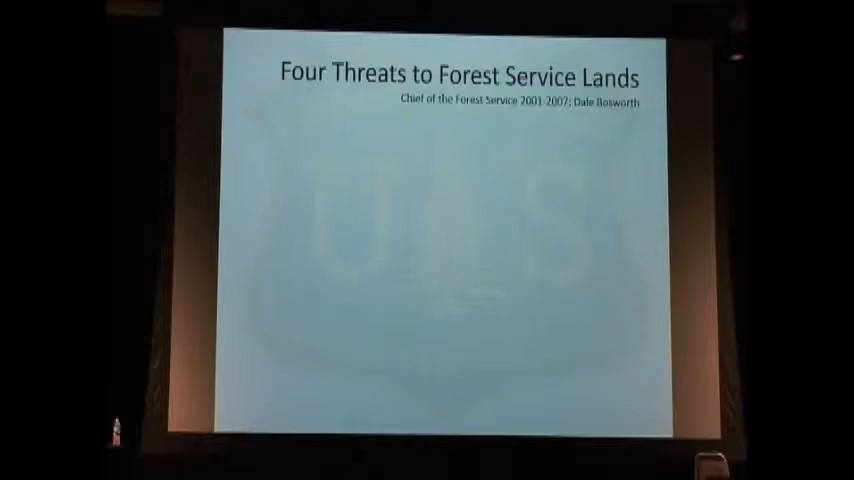 Four Threats to Forest Service Lands
Chief of the Forest Service 2001-2007; Dale Bosworth
U S